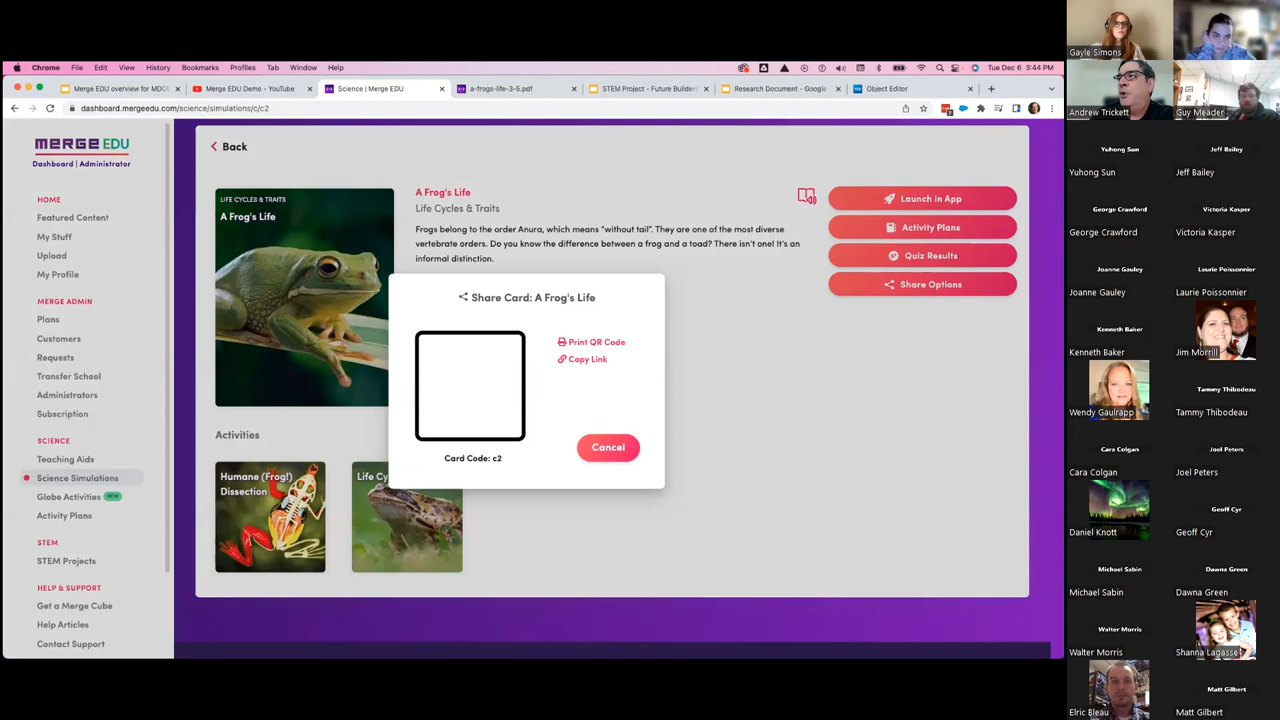 Chrome File Edit View History Bookmarks Profiles Tab Window Help
Tue Dec 6 3:44 PM
Merge EDU overview for MDOE
Merge EDU Demo - YouTube
Science | Merge EDU
a-frogs-life-3-5.pdf
STEM Project - Future Builders
Research Document - Google
Object Editor
dashboard.mergeedu.com/science/simulations/c/c2
MERGE EDU
Dashboard | Administrator
HOME
Featured Content
My Stuff
Upload
My Profile
MERGE ADMIN
Plans
Customers
Requests
Transfer School
Administrators
Subscription
SCIENCE
Teaching Aids
Science Simulations
Globe Activities NEW
Activity Plans
STEM
STEM Projects
HELP & SUPPORT
Get a Merge Cube
Help Articles
Contact Support
Back
LIFE CYCLES & TRAITS
A Frog's Life
A Frog's Life
Life Cycles & Traits
Frogs belong to the order Anura, which means "without tail". They are one of the most diverse
vertebrate orders. Do you know the difference between a frog and a toad? There isn't one! It's an
informal distinction.
Launch in App
Activity Plans
Quiz Results
Share Options
Share Card: A Frog's Life
Print QR Code
Copy Link
Card Code: c2
Cancel
Activities
Humane (Frog!)
Dissection
Life Cy
Gayle Simons
Andrew Trickett
Guy Meader
Yuhong Sun
Yuhong Sun
Jeff Bailey
Jeff Bailey
George Crawford
George Crawford
Victoria Kasper
Victoria Kasper
Joanne Gauley
Joanne Gauley
Laurie Poissonnier
Laurie Poissonnier
Kenneth Baker
Kenneth Baker
Jim Morrill
Wendy Gaulrapp
Tammy Thibodeau
Tammy Thibodeau
Cara Colgan
Cara Colgan
Joel Peters
Joel Peters
Daniel Knott
Geoff Cyr
Geoff Cyr
Michael Sabin
Michael Sabin
Dawna Green
Dawna Green
Walter Morris
Walter Morris
Shanna Lagasse
Elric Bleau
Matt Gilbert
Matt Gilbert